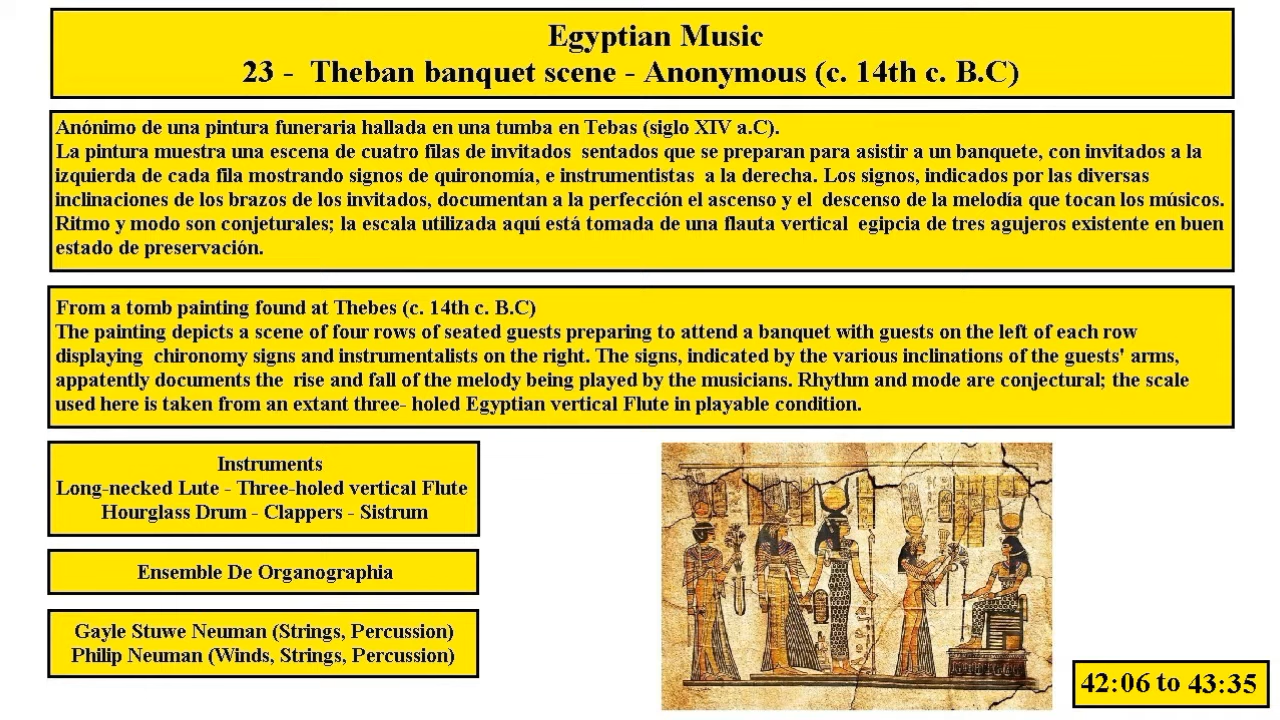 Egyptian Music
23 - Theban banquet scene - Anonymous (c. 14th c. B.C)
Anónimo de una pintura funeraria hallada en una tumba en Tebas (siglo XIV a.C).
La pintura muestra una escena de cuatro filas de invitados sentados que se preparan para asistir a un banquete, con invitados a la
izquierda de cada fila mostrando signos de quironomía, e instrumentistas a la derecha. Los signos, indicados por las diversas
inclinaciones de los brazos de los invitados, documentan a la perfección el ascenso y el descenso de la melodía que tocan los músicos.
Ritmo y modo son conjeturales; la escala utilizada aquí está tomada de una flauta vertical egipcia de tres agujeros existente en buen
estado de preservación.
From a tomb painting found at Thebes (c. 14th c. B.C)
The painting depicts a scene of four rows of seated guests preparing to attend a banquet with guests on the left of each row
displaying chironomy signs and instrumentalists on the right. The signs, indicated by the various inclinations of the guests' arms,
appatently documents the rise and fall of the melody being played by the musicians. Rhythm and mode are conjectural; the scale
used here is taken from an extant three- holed Egyptian vertical Flute in playable condition.
Instruments
Long-necked Lute - Three-holed vertical Flute
Hourglass Drum - Clappers - Sistrum
Ensemble De Organographia
Gayle Stuwe Neuman (Strings, Percussion)
Philip Neuman (Winds, Strings, Percussion)
42:06 to 43:35